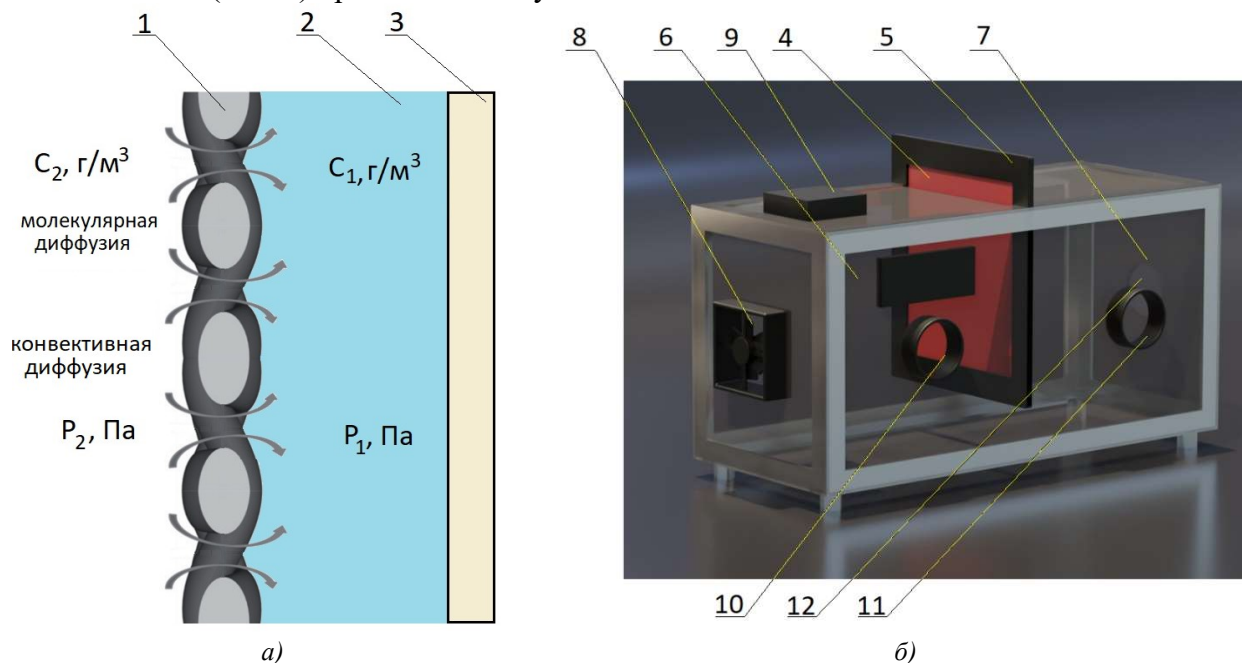 1 2 3
8 6 9 4 5 7
C₂, г/м³
C₁, г/м³
молекулярная
диффузия
конвективная
диффузия
P₂, Па
P₁, Па
10 12 11
а) б)